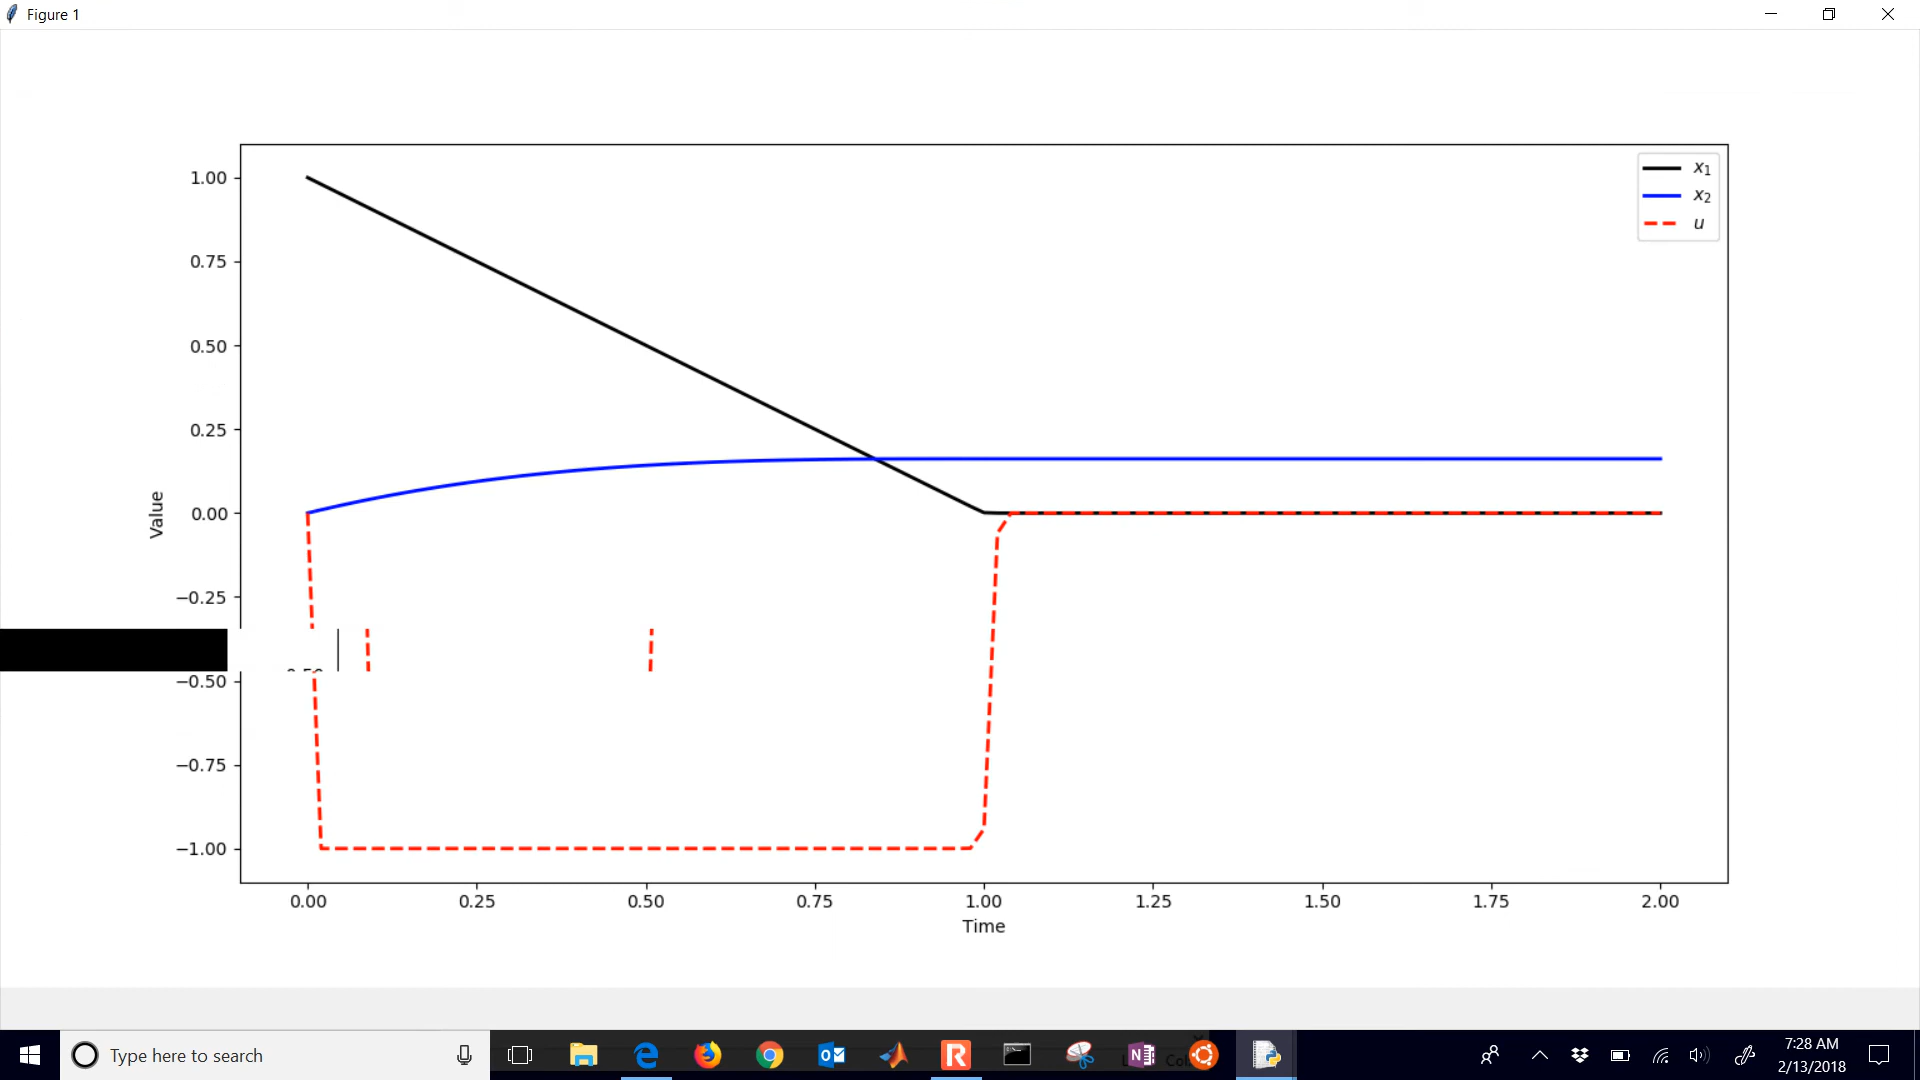 Figure 1
1.00
0.75
0.50
0.25
0.00
−0.25
−0.50
−0.75
−1.00
Value
x₁
x₂
u
0.00 0.25 0.50 0.75 1.00 1.25 1.50 1.75 2.00
Time
Type here to search
7:28 AM
2/13/2018